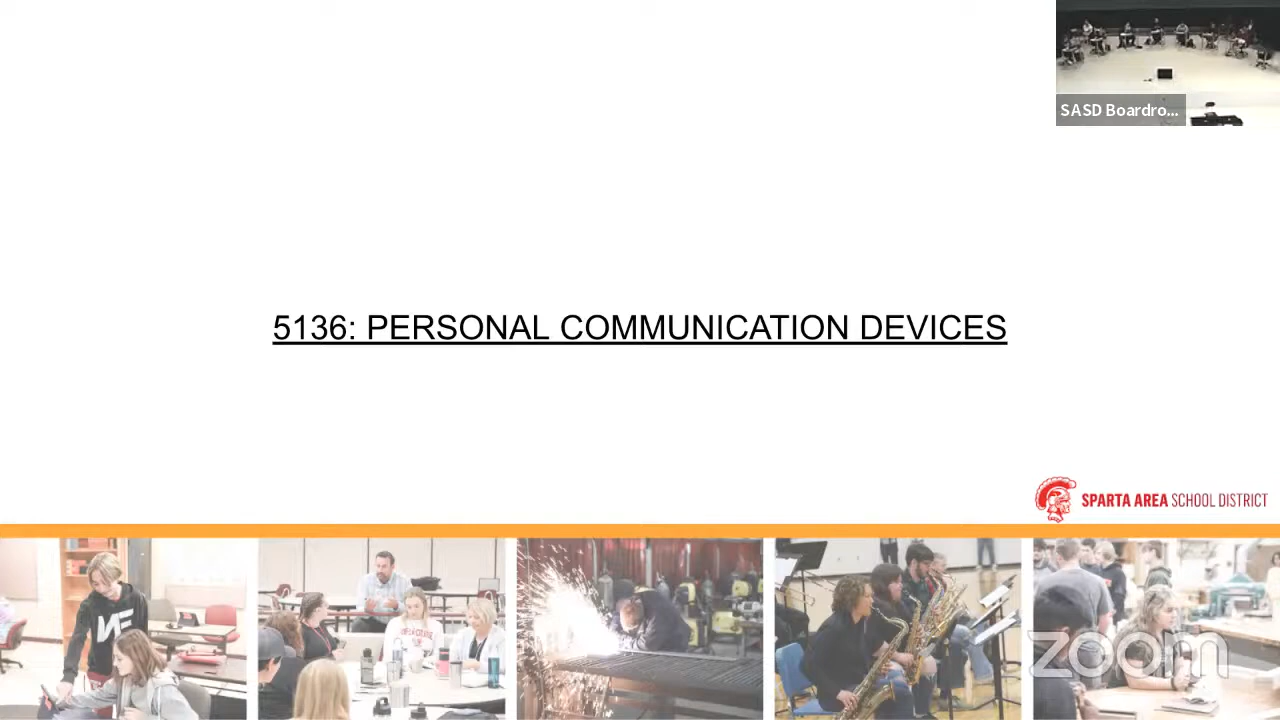 SASD Boardro...
5136: PERSONAL COMMUNICATION DEVICES
SPARTA AREA SCHOOL DISTRICT
zoom